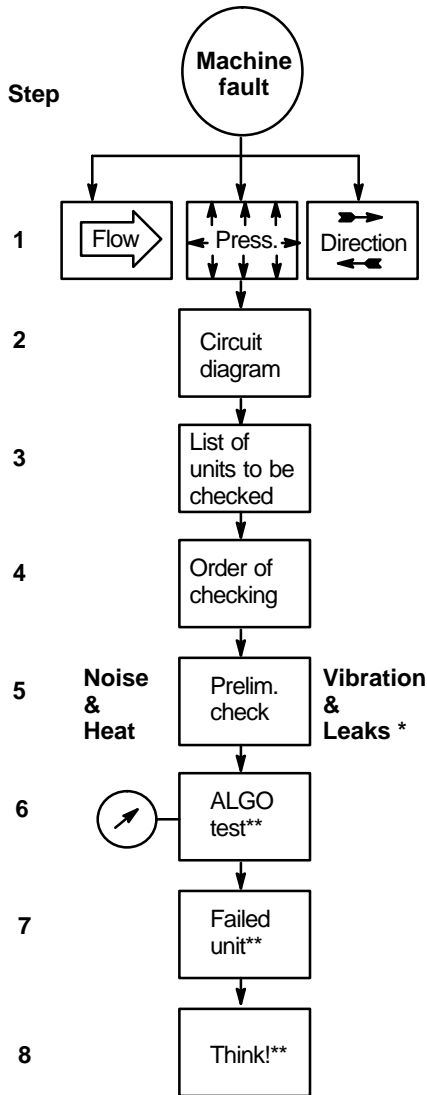 Machine
fault
Step
1
Flow
Press.
Direction
2
Circuit
diagram
3
List of
units to be
checked
4
Order of
checking
5
Noise
&
Heat
Prelim.
check
Vibration
&
Leaks *
6
ALGO
test**
7
Failed
unit**
8
Think!**